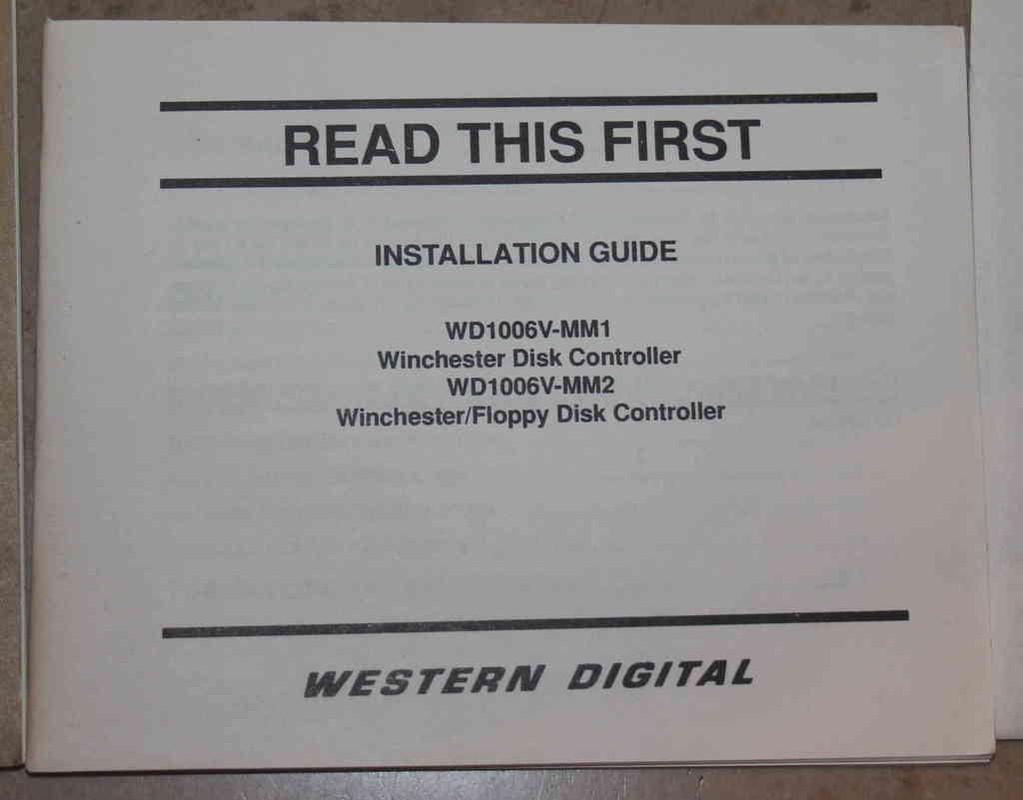 READ THIS FIRST
INSTALLATION GUIDE
WD1006V-MM1
Winchester Disk Controller
WD1006V-MM2
Winchester/Floppy Disk Controller
WESTERN DIGITAL